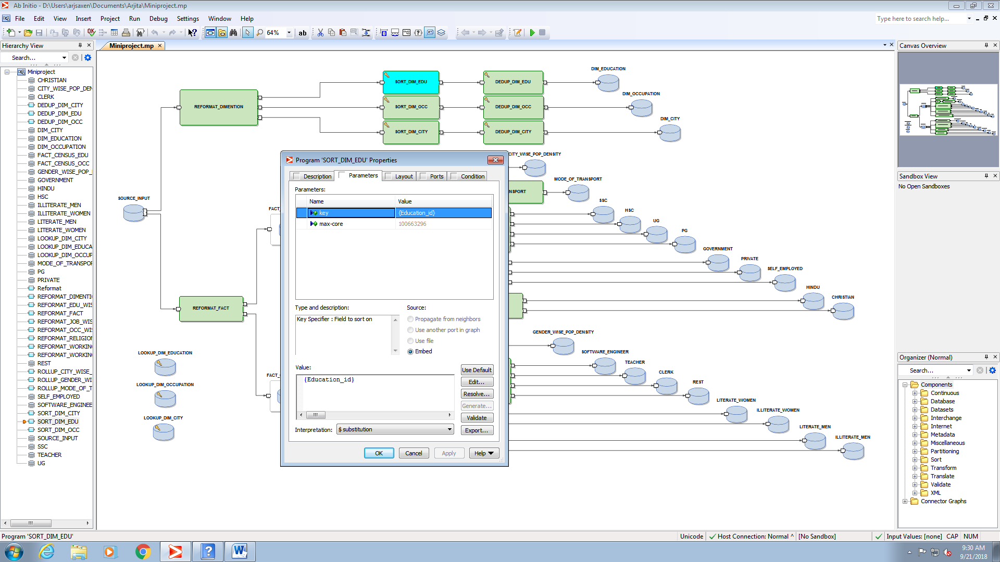 Ab Initio - D:\Users\arjsaxen\Documents\Arjita\Miniproject.mp
File Edit View Insert Project Run Debug Settings Window Help
Type here to search help...
64%
ab
Hierarchy View
Search...
Miniproject
CHRISTIAN
CITY_WISE_POP_DEN
CLERK
DEDUP_DIM_CITY
DEDUP_DIM_EDU
DEDUP_DIM_OCC
DIM_CITY
DIM_EDUCATION
DIM_OCCUPATION
FACT_CENSUS_EDU
FACT_CENSUS_OCC
GENDER_WISE_POP_
GOVERNMENT
HINDU
HSC
ILLITERATE_MEN
ILLITERATE_WOMEN
LITERATE_MEN
LITERATE_WOMEN
LOOKUP_DIM_CITY
LOOKUP_DIM_EDUCA
LOOKUP_DIM_OCCUP
MODE_OF_TRANSPOR
PG
PRIVATE
Reformat
REFORMAT_DIMENTI
REFORMAT_EDU_WIS
REFORMAT_FACT
REFORMAT_JOB_WIS
REFORMAT_OCC_WI
REFORMAT_RELIGION
REFORMAT_WORKIN
REFORMAT_WORKIN
REST
ROLLUP_CITY_WISE_
ROLLUP_GENDER_WI
ROLLUP_MODE_OF_T
SELF_EMPLOYED
SOFTWARE_ENGINEE
SORT_DIM_CITY
SORT_DIM_EDU
SORT_DIM_OCC
SOURCE_INPUT
SSC
TEACHER
UG
Miniproject.mp
SOURCE_INPUT
REFORMAT_DIMENTION
REFORMAT_FACT
SORT_DIM_EDU
SORT_DIM_OCC
SORT_DIM_CITY
DEDUP_DIM_EDU
DEDUP_DIM_OCC
DEDUP_DIM_CITY
DIM_EDUCATION
DIM_OCCUPATION
DIM_CITY
CITY_WISE_POP_DENSITY
MODE_OF_TRANSPORT
NSPORT
SSC
HSC
UG
PG
GOVERNMENT
PRIVATE
SELF_EMPLOYED
HINDU
CHRISTIAN
GENDER_WISE_POP_DENSITY
SOFTWARE_ENGINEER
TEACHER
CLERK
REST
LITERATE_WOMEN
ILLITERATE_WOMEN
LITERATE_MEN
ILLITERATE_MEN
FACT_
FACT_
LOOKUP_DIM_EDUCATION
LOOKUP_DIM_OCCUPATION
LOOKUP_DIM_CITY
Program 'SORT_DIM_EDU' Properties
Description Parameters Layout Ports Condition
Parameters:
Name Value
key {Education_id}
max-core 100663296
Type and description:
Key Specifier : Field to sort on
Source:
Propagate from neighbors
Use another port in graph
Use file
Embed
Value:
{Education_id}
Use Default
Edit...
Resolve...
Generate...
Validate
Export...
Interpretation: $ substitution
OK Cancel Apply Help
Canvas Overview
Sandbox View
No Open Sandboxes
Organizer (Normal)
Search...
Components
Continuous
Database
Datasets
Interchange
Internet
Metadata
Miscellaneous
Partitioning
Sort
Transform
Translate
Validate
XML
Connector Graphs
Program 'SORT_DIM_EDU'
Unicode Host Connection: Normal ^ [No Sandbox] Input Values: [none] CAP NUM
9:30 AM
9/21/2018